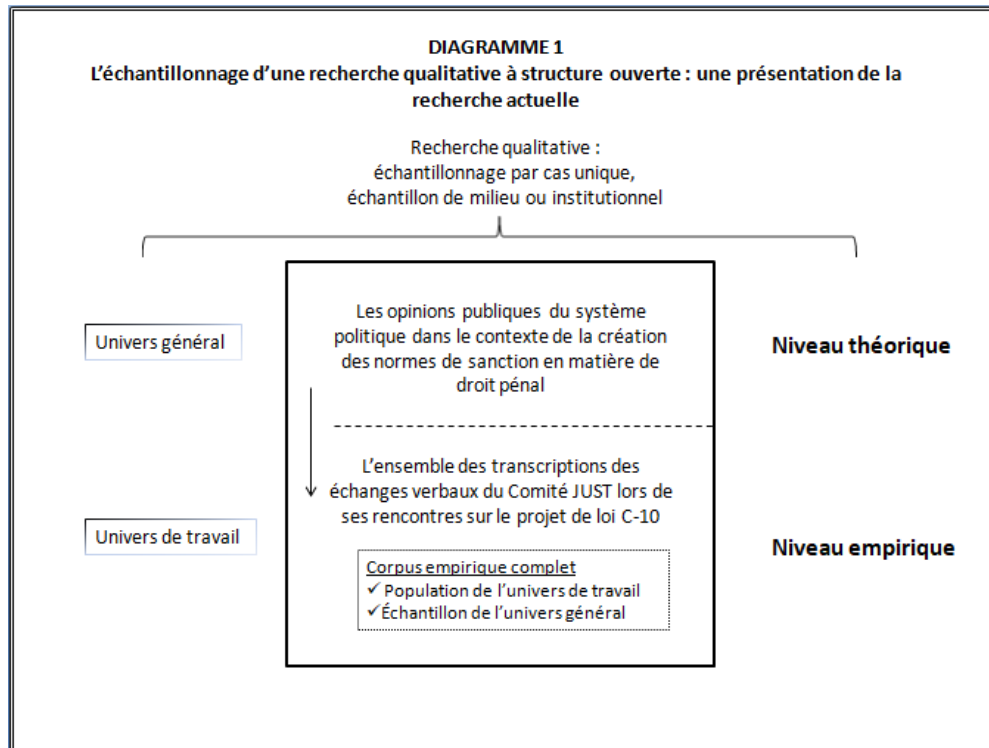 DIAGRAMME 1
L'échantillonnage d'une recherche qualitative à structure ouverte : une présentation de la
recherche actuelle
Recherche qualitative :
échantillonnage par cas unique,
échantillon de milieu ou institutionnel
Univers général
Les opinions publiques du système
politique dans le contexte de la création
des normes de sanction en matière de
droit pénal
Niveau théorique
L'ensemble des transcriptions des
échanges verbaux du Comité JUST lors de
ses rencontres sur le projet de loi C-10
Univers de travail
Niveau empirique
Corpus empirique complet
✓ Population de l'univers de travail
✓Échantillon de l'univers général